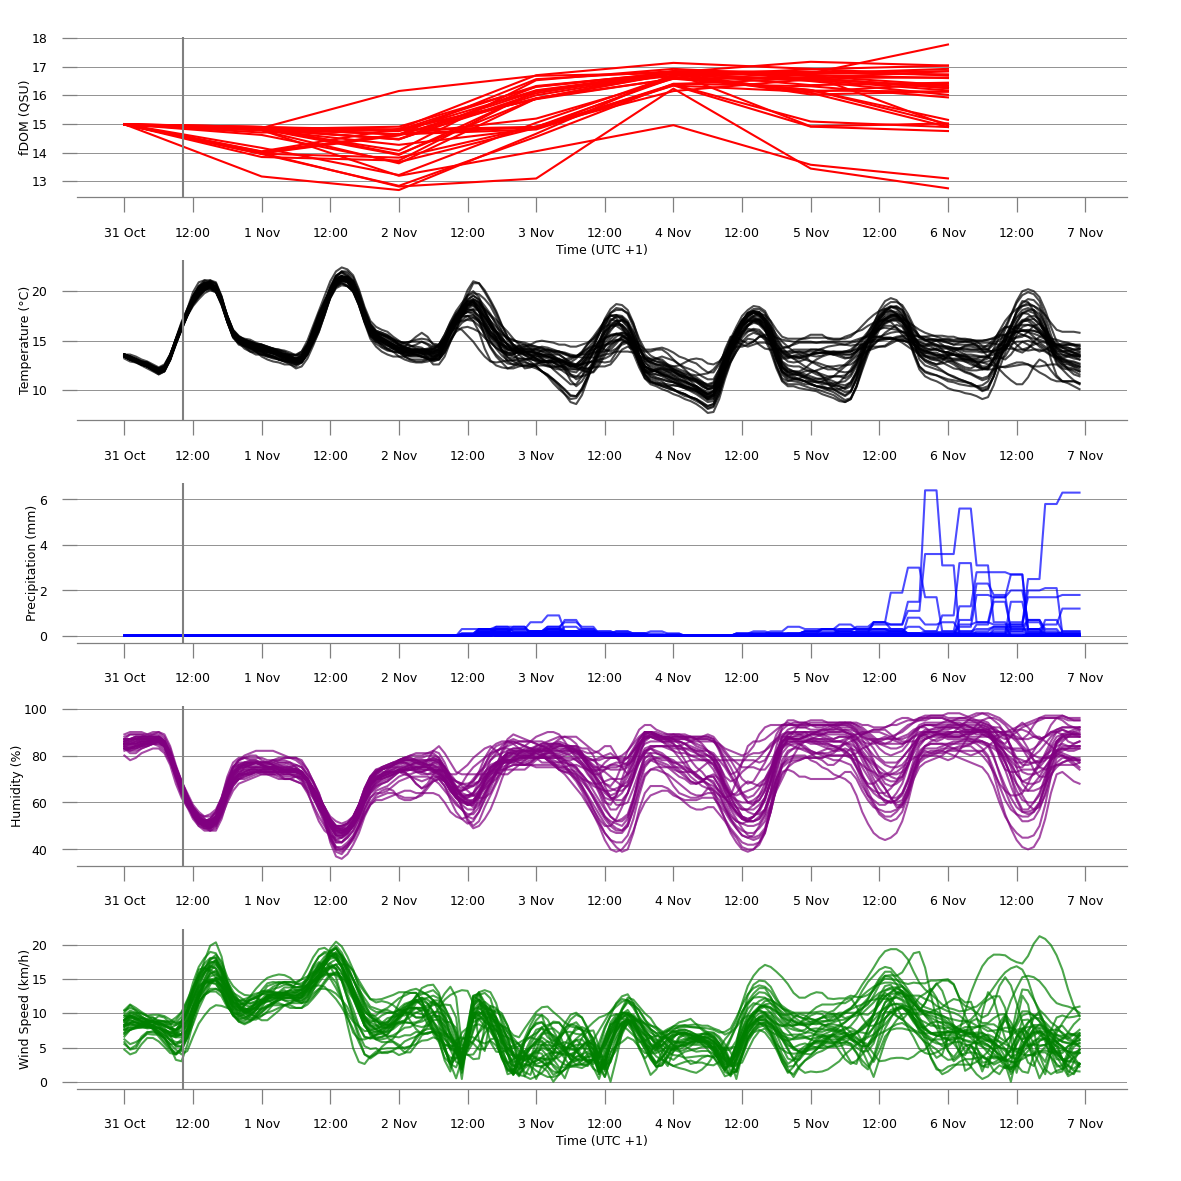 18
17
16
15
14
13
fDOM (QSU)
31 Oct 12:00 1 Nov 12:00 2 Nov 12:00 3 Nov 12:00 4 Nov 12:00 5 Nov 12:00 6 Nov 12:00 7 Nov
Time (UTC +1)
20
15
10
Temperature (°C)
31 Oct 12:00 1 Nov 12:00 2 Nov 12:00 3 Nov 12:00 4 Nov 12:00 5 Nov 12:00 6 Nov 12:00 7 Nov
6
4
2
0
Precipitation (mm)
31 Oct 12:00 1 Nov 12:00 2 Nov 12:00 3 Nov 12:00 4 Nov 12:00 5 Nov 12:00 6 Nov 12:00 7 Nov
100
80
60
40
Humidity (%)
31 Oct 12:00 1 Nov 12:00 2 Nov 12:00 3 Nov 12:00 4 Nov 12:00 5 Nov 12:00 6 Nov 12:00 7 Nov
20
15
10
5
0
Wind Speed (km/h)
31 Oct 12:00 1 Nov 12:00 2 Nov 12:00 3 Nov 12:00 4 Nov 12:00 5 Nov 12:00 6 Nov 12:00 7 Nov
Time (UTC +1)